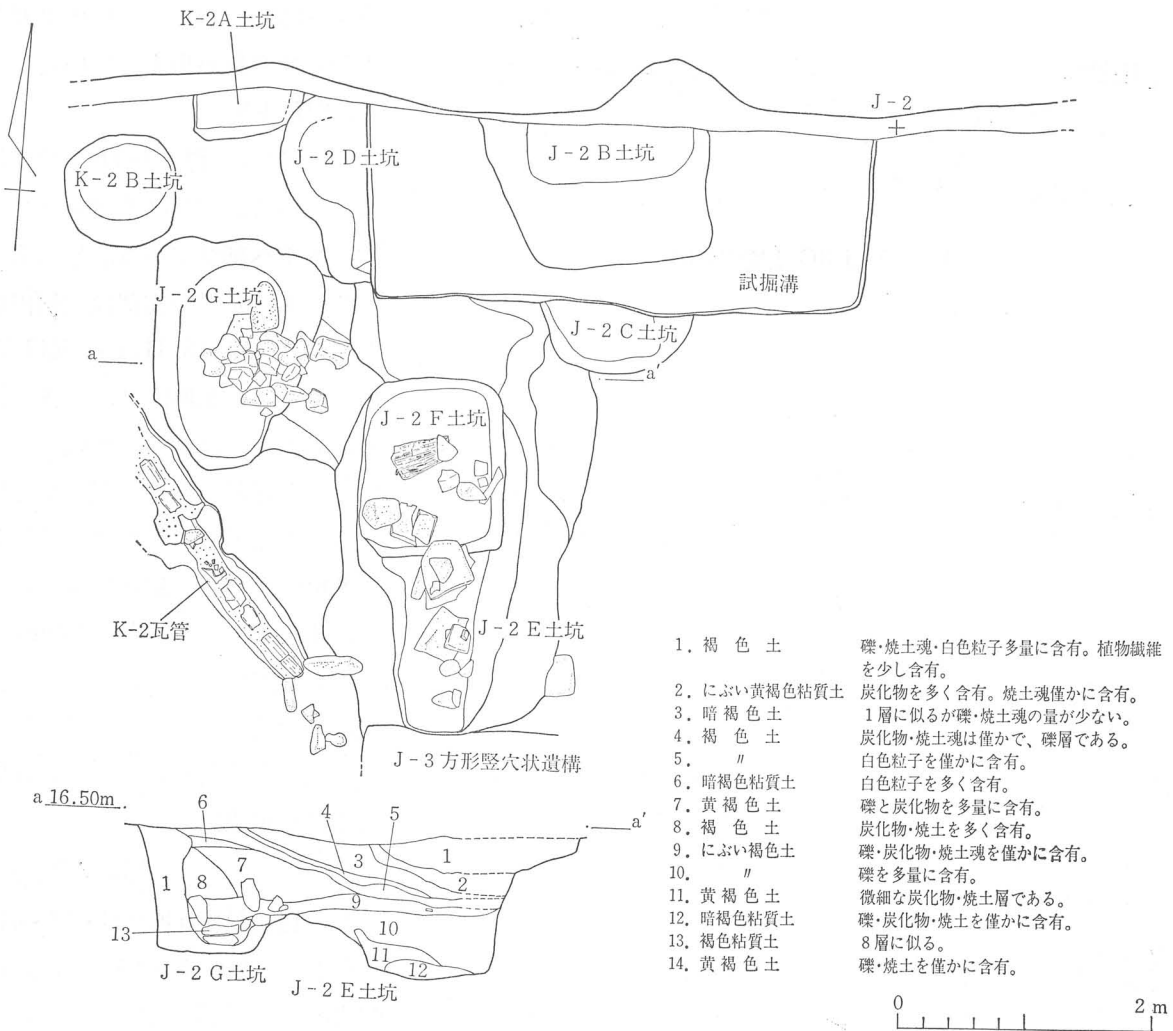 K-2A土坑
J-2
J-2D土坑
J-2B土坑
K-2B土坑
試掘溝
J-2G土坑
J-2C土坑
a
a′
J-2F土坑
K-2瓦管
J-2E土坑
J-3方形竪穴状遺構
1. 褐色土 礫・焼土魂・白色粒子多量に含有。植物繊維
を少し含有。
2. にぶい黄褐色粘質土 炭化物を多く含有。焼土魂僅かに含有。
3. 暗褐色土 1層に似るが礫・焼土魂の量が少ない。
4. 褐色土 炭化物・焼土魂は僅かで、礫層である。
5. 〃 白色粒子を僅かに含有。
6. 暗褐色粘質土 白色粒子を多く含有。
7. 黄褐色土 礫と炭化物を多量に含有。
8. 褐色土 炭化物・焼土を多く含有。
9. にぶい褐色土 礫・炭化物・焼土魂を僅かに含有。
10. 〃 礫を多量に含有。
11. 黄褐色土 微細な炭化物・焼土層である。
12. 暗褐色粘質土 礫・炭化物・焼土を僅かに含有。
13. 褐色粘質土 8層に似る。
14. 黄褐色土 礫・焼土を僅かに含有。
a 16.50m
a′
6
4
3
5
1
7
2
1
8
9
13
10
11
12
J-2G土坑
J-2E土坑
0 2m